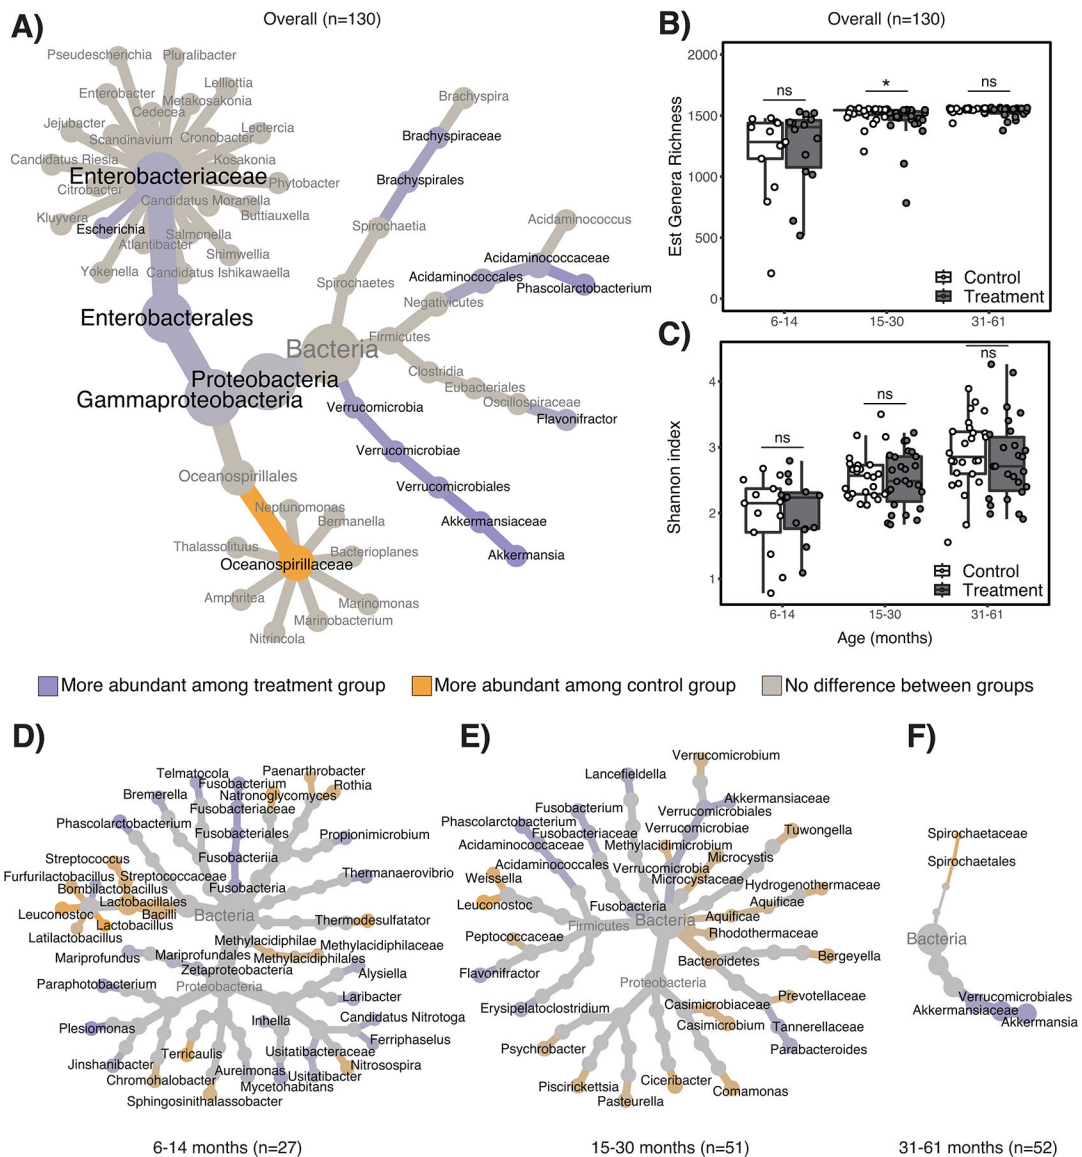 A)
Overall (n=130)
Pseudescherichia
Pluralibacter
Lelliottia
Enterobacter
Metakosakonia
Cedecea
Jejubacter
Leclercia
Scandinavium
Cronobacter
Candidatus Riesia
Kosakonia
Enterobacteriaceae
Phytobacter
Citrobacter
Candidatus Moranella
Kluyvera
Buttiauxella
Escherichia
Salmonella
Atlantibacter
Shimwellia
Yokenella
Candidatus Ishikawaella
Brachyspira
Brachyspiraceae
Brachyspirales
Spirochaetia
Spirochaetes
Acidaminococcus
Acidaminococcaceae
Acidaminococcales
Phascolarctobacterium
Negativicutes
Firmicutes
Enterobacterales
Bacteria
Proteobacteria
Gammaproteobacteria
Clostridia
Eubacteriales
Oscillospiraceae
Flavonifractor
Verrucomicrobia
Verrucomicrobiae
Verrucomicrobiales
Akkermansiaceae
Akkermansia
Oceanospirillales
Neptunomonas
Bermanella
Thalassolituus
Bacterioplanes
Oceanospirillaceae
Amphritea
Marinomonas
Marinobacterium
Nitrincola
B)
Overall (n=130)
Est Genera Richness
2000
1500
1000
500
0
ns
*
ns
Control
Treatment
6-14
15-30
31-61
C)
Shannon index
4
3
2
1
ns
ns
ns
Control
Treatment
6-14
15-30
31-61
Age (months)
More abundant among treatment group
More abundant among control group
No difference between groups
D)
Telmatocola
Paenarthrobacter
Fusobacterium
Rothia
Bremerella
Natronoglycomyces
Fusobacteriaceae
Phascolarctobacterium
Fusobacteriales
Propionimicrobium
Streptococcus
Fusobacteriia
Furfurilactobacillus
Streptococcaceae
Thermanaerovibrio
Bombilactobacillus
Fusobacteria
Lactobacillales
Leuconostoc
Bacilli
Bacteria
Thermodesulfatator
Lactobacillus
Latilactobacillus
Methylacidiphilae
Methylacidiphilaceae
Mariprofundus
Mariprofundales
Methylacidiphilales
Zetaproteobacteria
Alysiella
Paraphotobacterium
Proteobacteria
Laribacter
Plesiomonas
Inhella
Candidatus Nitrotoga
Ferriphaselus
Jinshanibacter
Terricaulis
Usitatibacteraceae
Nitrosospira
Chromohalobacter
Aureimonas
Usitatibacter
Mycetohabitans
Sphingosinithalassobacter
6-14 months (n=27)
E)
Verrucomicrobium
Lancefieldella
Akkermansiaceae
Fusobacterium
Verrucomicrobiales
Phascolarctobacterium
Fusobacteriaceae
Verrucomicrobiae
Tuwongella
Acidaminococcaceae
Methylacidimicrobium
Microcystis
Acidaminococcales
Verrucomicrobia
Weissella
Microcystaceae
Hydrogenothermaceae
Leuconostoc
Fusobacteria
Aquificae
Aquificae
Firmicutes
Bacteria
Rhodothermaceae
Peptococcaceae
Bacteroidetes
Bergeyella
Flavonifractor
Proteobacteria
Prevotellaceae
Erysipelatoclostridium
Casimicrobiaceae
Casimicrobium
Tannerellaceae
Psychrobacter
Parabacteroides
Piscirickettsia
Ciceribacter
Comamonas
Pasteurella
15-30 months (n=51)
F)
Spirochaetaceae
Spirochaetales
Bacteria
Verrucomicrobiales
Akkermansiaceae
Akkermansia
31-61 months (n=52)